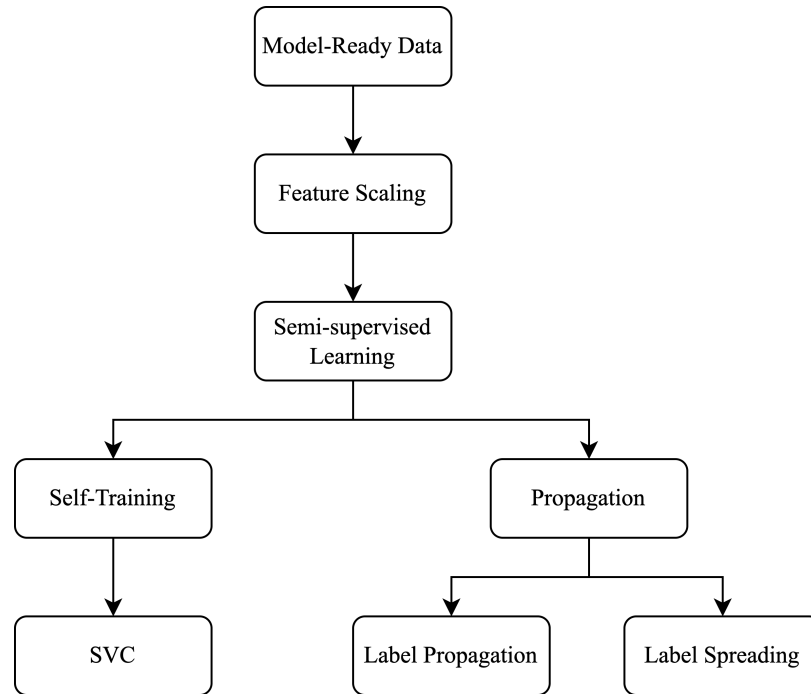 Model-Ready Data
Feature Scaling
Semi-supervised
Learning
Self-Training
Propagation
SVC
Label Propagation
Label Spreading